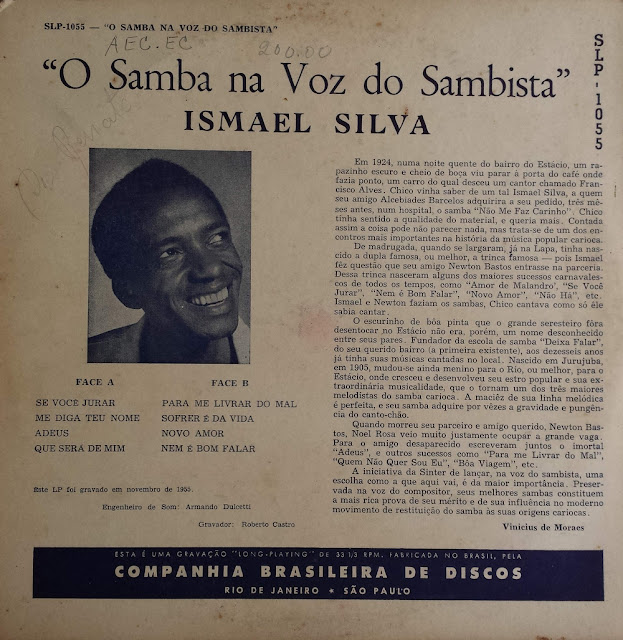 SLP-1055 — "O SAMBA NA VOZ DO SAMBISTA"
AEC.EC 200.00
"O Samba na Voz do Sambista"
ISMAEL SILVA
SLP-1055
Renato
Em 1924, numa noite quente do bairro do Estácio, um ra-
pazinho escuro e cheio de boça viu parar à porta do café onde
fazia ponto, um carro do qual desceu um cantor chamado Fran-
cisco Alves. Chico vinha saber de um tal Ismael Silva, a quem
seu amigo Alcebíades Barcelos adquirira a seu pedido, três mê-
ses antes, num hospital, o samba "Não Me Faz Carinho". Chico
tinha sentido a qualidade do material, e queria mais. Contada
assim a coisa pode não parecer nada, mas trata-se de um dos en-
contros mais importantes na história da música popular carioca.
De madrugada, quando se largaram, já na Lapa, tinha nas-
cido a dupla famosa, ou melhor, a trinca famosa — pois Ismael
fêz questão que seu amigo Newton Bastos entrasse na parceria.
Dessa trinca nasceram alguns dos maiores sucessos carnavales-
cos de todos os tempos, como "Amor de Malandro", "Se Você
Jurar", "Nem é Bom Falar", "Novo Amor", "Não Há", etc.
Ismael e Newton faziam os sambas, Chico cantava como só êle
sabia cantar.
O escurinho de bôa pinta que o grande seresteiro fôra
desentocar no Estácio não era, porém, um nome desconhecido
entre seus pares. Fundador da escola de samba "Deixa Falar",
do seu querido bairro (a primeira existente), aos dezesseis anos
já tinha suas músicas cantadas no local. Nascido em Jurujuba,
em 1905, mudou-se ainda menino para o Rio, ou melhor, para o
Estácio, onde cresceu e desenvolveu seu estro popular e sua ex-
traordinária musicalidade, que o tornam um dos três maiores
melodistas do samba carioca. A maciêz de sua linha melódica
é perfeita, e seu samba adquire por vêzes a gravidade e pungên-
cia do canto-chão.
Quando morreu seu parceiro e amigo querido, Newton Bas-
tos, Noel Rosa veio muito justamente ocupar a grande vaga.
Para o amigo desaparecido escreveram juntos o imortal
"Adeus", e outros sucessos como "Para me Livrar do Mal",
"Quem Não Quer Sou Eu", "Bôa Viagem", etc.
A iniciativa da Sinter de lançar, na voz do sambista, uma
escolha como a que aqui vai, é da maior importância. Preser-
vada na voz do compositor, seus melhores sambas constituem
a mais rica prova de seu mérito e de sua influência no moderno
movimento de restituição do samba às suas origens cariocas.
Vinicius de Moraes
FACE A
SE VOCÊ JURAR
ME DIGA TEU NOME
ADEUS
QUE SERÁ DE MIM
FACE B
PARA ME LIVRAR DO MAL
SOFRER É DA VIDA
NOVO AMOR
NEM É BOM FALAR
Êste LP foi gravado em novembro de 1955.
Engenheiro de Som: Armando Dulcetti
Gravador: Roberto Castro
ESTA É UMA GRAVAÇÃO "LONG-PLAYING" DE 33 1/3 RPM. FABRICADA NO BRASIL, PELA
COMPANHIA BRASILEIRA DE DISCOS
RIO DE JANEIRO * SÃO PAULO